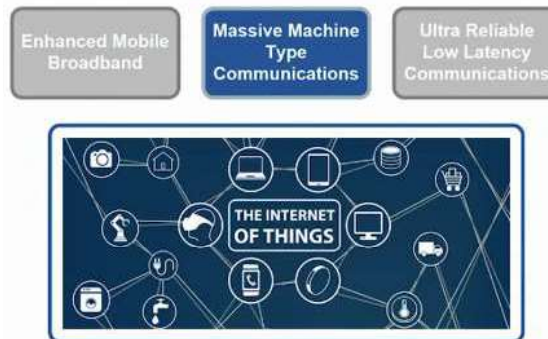 Enhanced Mobile
Broadband
Massive Machine
Type
Communications
Ultra Reliable
Low Latency
Communications
THE INTERNET
OF THINGS